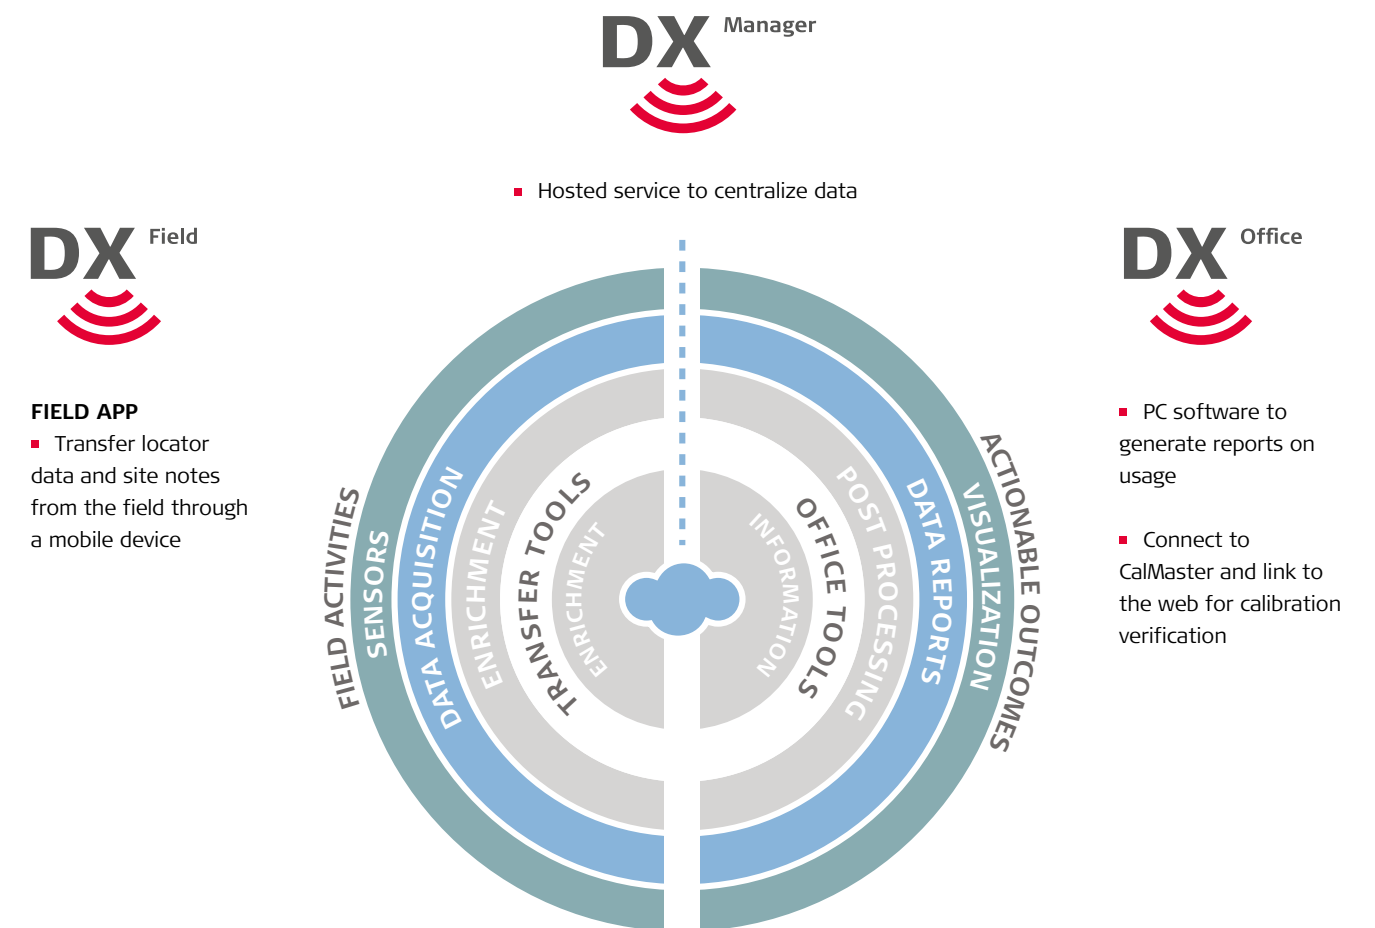 DX Manager
Hosted service to centralize data
DX Field
FIELD APP
Transfer locator
data and site notes
from the field through
a mobile device
FIELD ACTIVITIES
SENSORS
DATA ACQUISITION
ENRICHMENT
TRANSFER TOOLS
ENRICHMENT
INFORMATION
OFFICE TOOLS
POST PROCESSING
DATA REPORTS
VISUALIZATION
ACTIONABLE OUTCOMES
DX Office
PC software to
generate reports on
usage
Connect to
CalMaster and link to
the web for calibration
verification